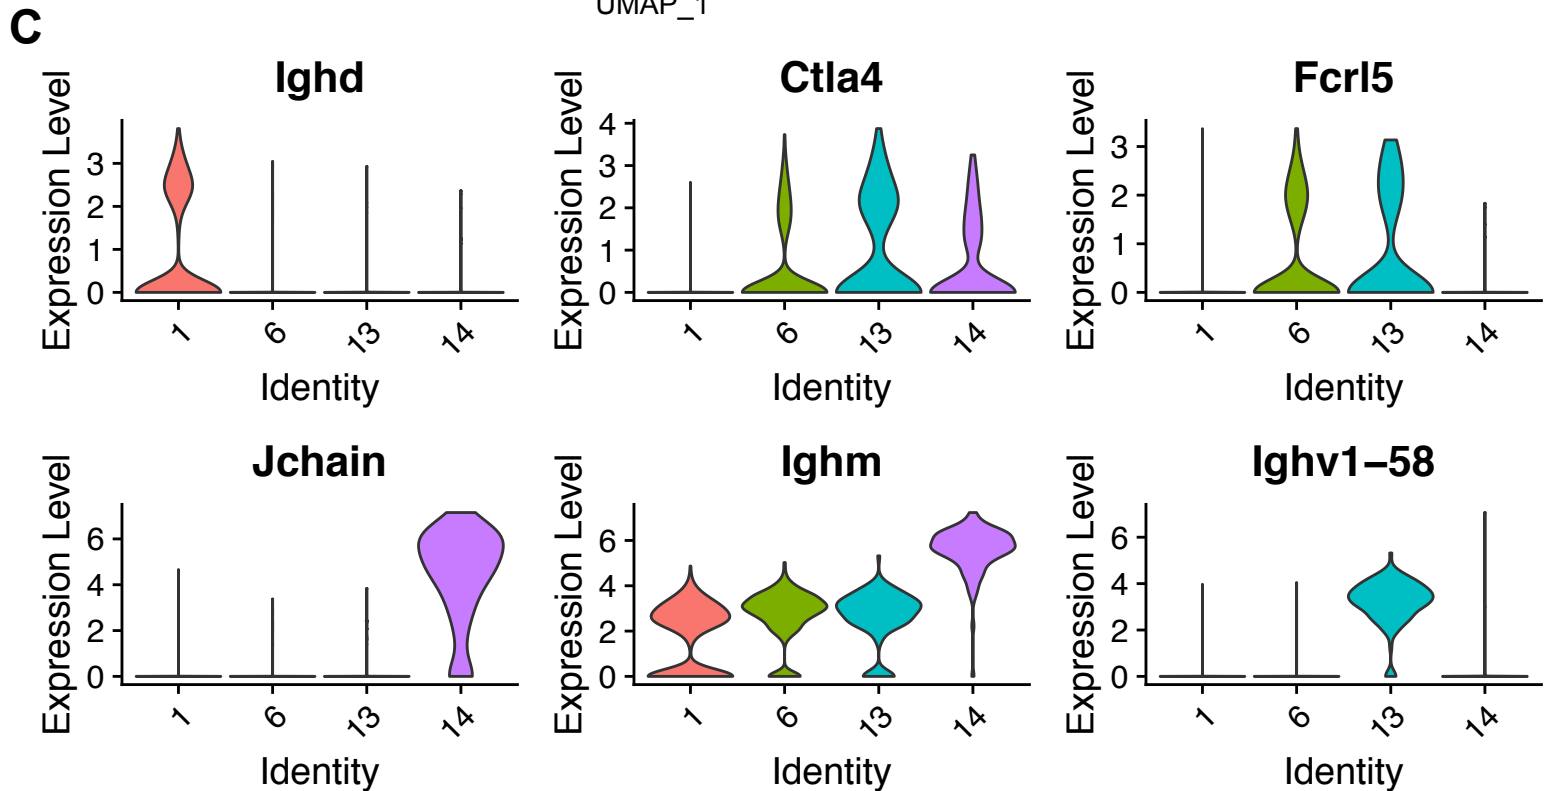 UMAP_1
C
Ighd
Expression Level
3
2
1
0
1
6
13
14
Identity
Ctla4
Expression Level
4
3
2
1
0
1
6
13
14
Identity
Fcrl5
Expression Level
3
2
1
0
1
6
13
14
Identity
Jchain
Expression Level
6
4
2
0
1
6
13
14
Identity
Ighm
Expression Level
6
4
2
0
1
6
13
14
Identity
Ighv1−58
Expression Level
6
4
2
0
1
6
13
14
Identity